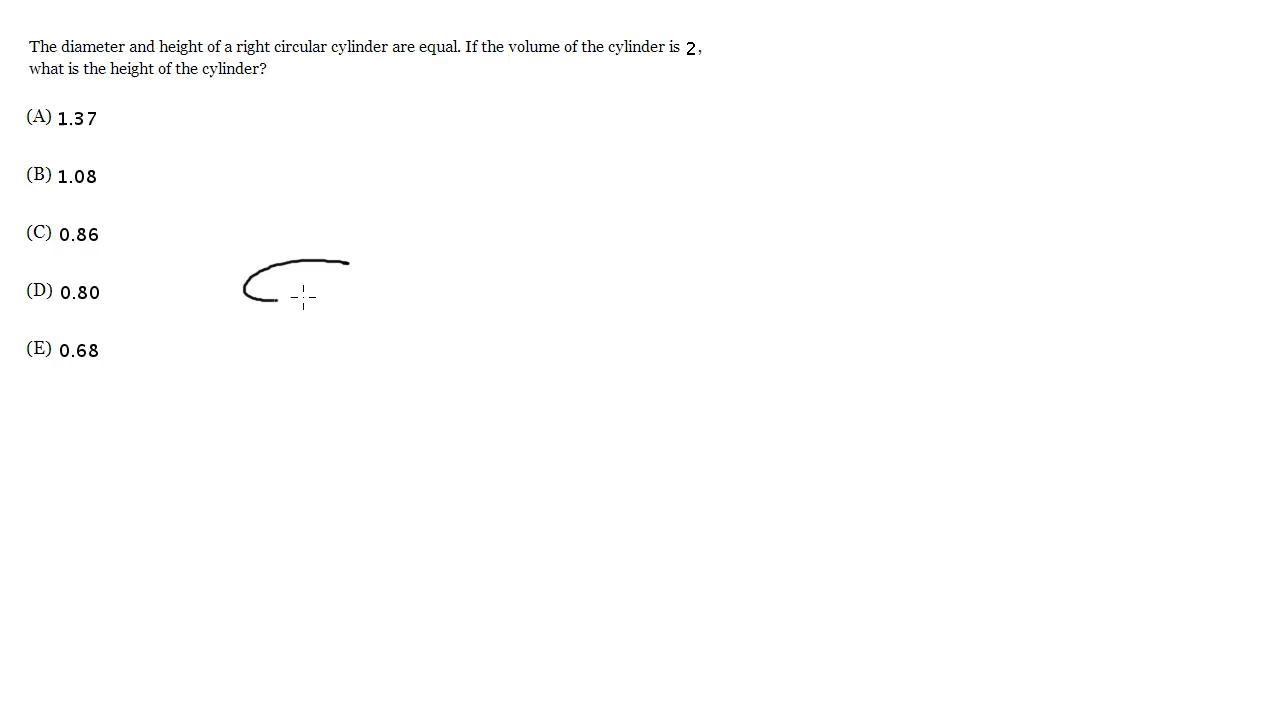 The diameter and height of a right circular cylinder are equal. If the volume of the cylinder is 2,
what is the height of the cylinder?
(A) 1.37
(B) 1.08
(C) 0.86
(D) 0.80
(E) 0.68